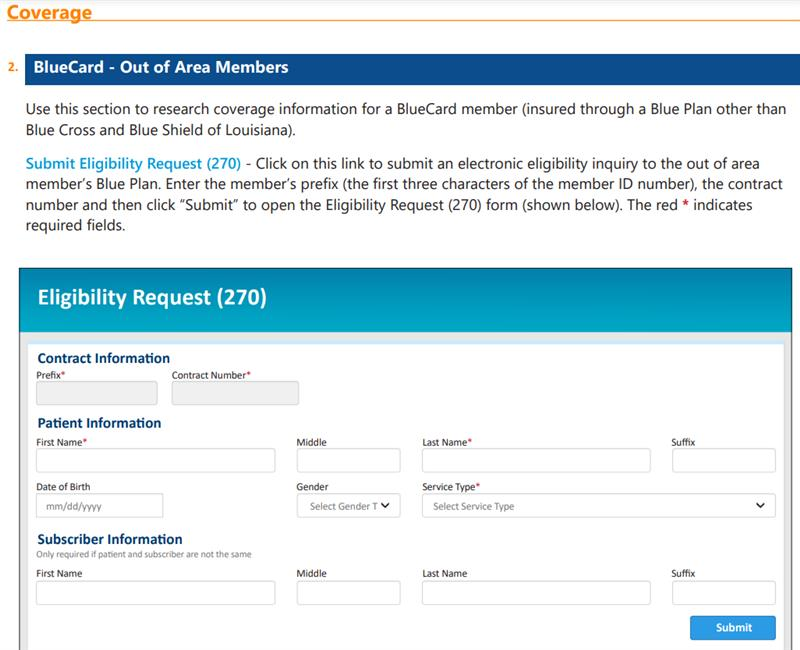 Coverage
2. BlueCard - Out of Area Members
Use this section to research coverage information for a BlueCard member (insured through a Blue Plan other than
Blue Cross and Blue Shield of Louisiana).
Submit Eligibility Request (270) - Click on this link to submit an electronic eligibility inquiry to the out of area
member's Blue Plan. Enter the member's prefix (the first three characters of the member ID number), the contract
number and then click "Submit" to open the Eligibility Request (270) form (shown below). The red * indicates
required fields.
Eligibility Request (270)
Contract Information
Prefix* Contract Number*
Patient Information
First Name* Middle Last Name* Suffix
Date of Birth Gender Service Type*
mm/dd/yyyy Select Gender T Select Service Type
Subscriber Information
Only required if patient and subscriber are not the same
First Name Middle Last Name Suffix
Submit